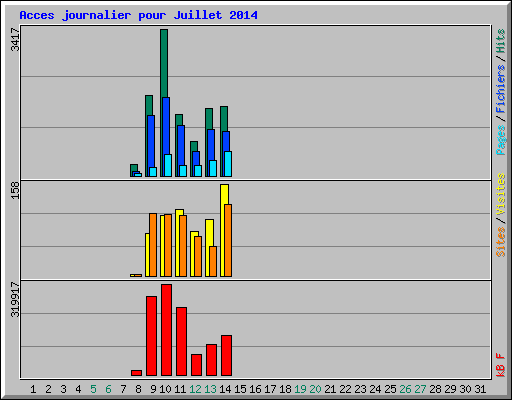 Acces journalier pour Juillet 2014
3417
158
319917
Pages / Fichiers / Hits
Sites / Visites
kB F
1 2 3 4 5 6 7 8 9 10 11 12 13 14 15 16 17 18 19 20 21 22 23 24 25 26 27 28 29 30 31